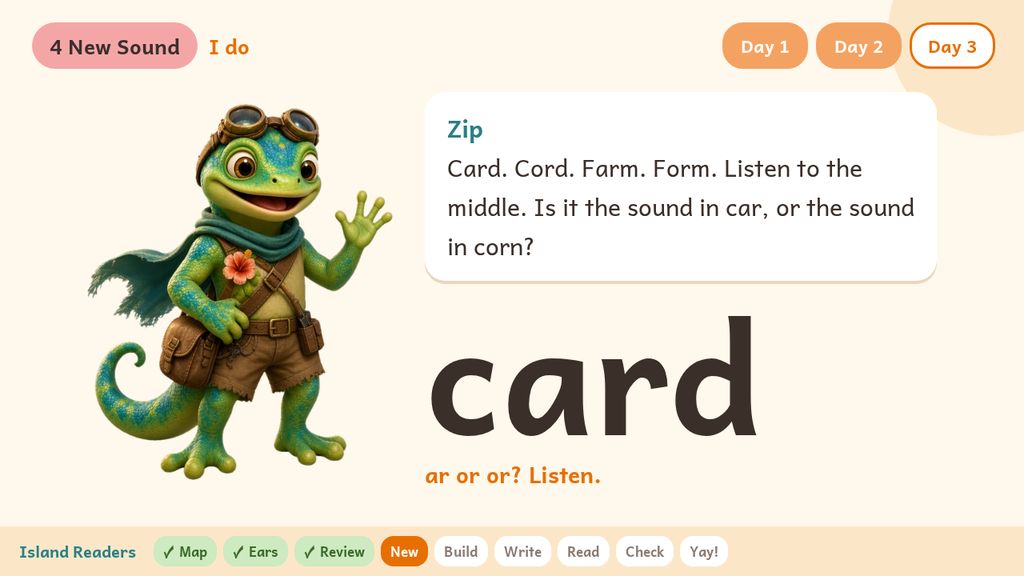 4 New Sound
I do
Day 1
Day 2
Day 3
Zip
Card. Cord. Farm. Form. Listen to the
middle. Is it the sound in car, or the sound
in corn?
card
ar or or? Listen.
Island Readers
✓ Map
✓ Ears
✓ Review
New
Build
Write
Read
Check
Yay!